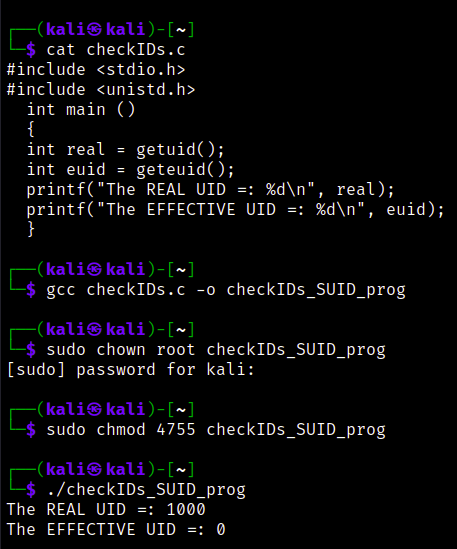 ┌──(kali㉿kali)-[~]
└─$ cat checkIDs.c
#include <stdio.h>
#include <unistd.h>
  int main ()
  {
  int real = getuid();
  int euid = geteuid();
  printf("The REAL UID =: %d\n", real);
  printf("The EFFECTIVE UID =: %d\n", euid);
  }
┌──(kali㉿kali)-[~]
└─$ gcc checkIDs.c -o checkIDs_SUID_prog
┌──(kali㉿kali)-[~]
└─$ sudo chown root checkIDs_SUID_prog
[sudo] password for kali:
┌──(kali㉿kali)-[~]
└─$ sudo chmod 4755 checkIDs_SUID_prog
┌──(kali㉿kali)-[~]
└─$ ./checkIDs_SUID_prog
The REAL UID =: 1000
The EFFECTIVE UID =: 0